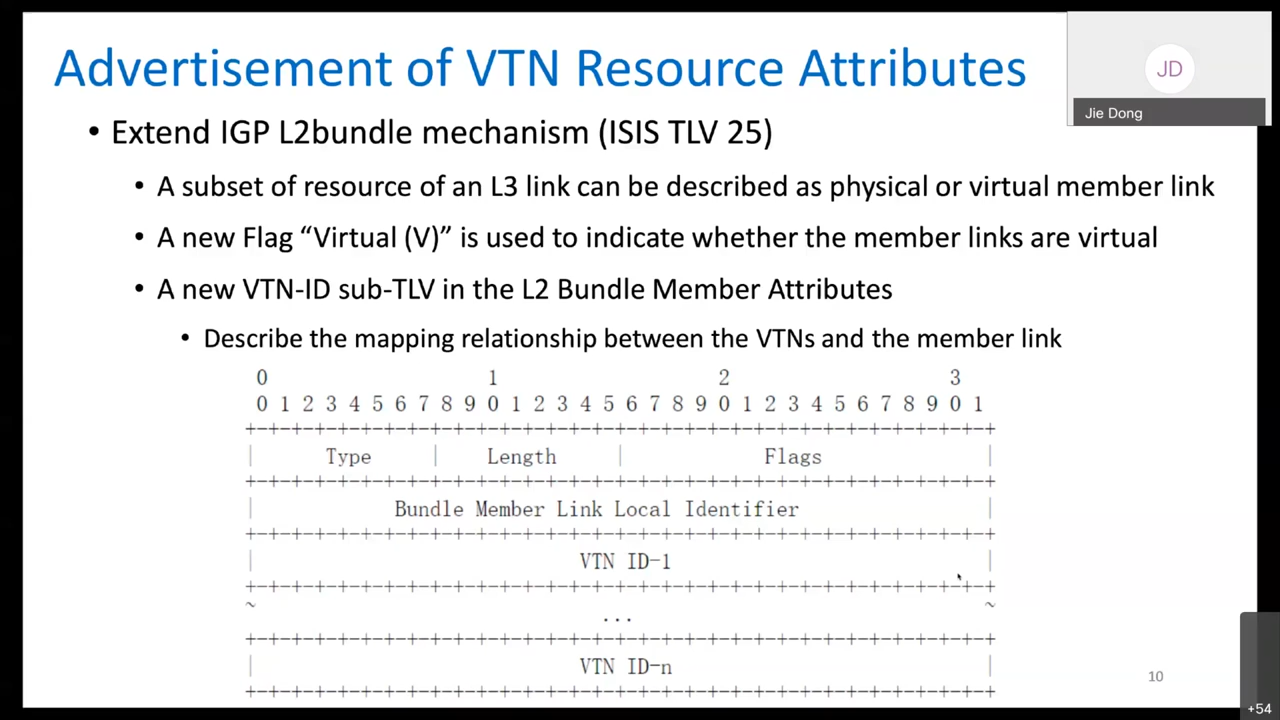 Advertisement of VTN Resource Attributes
JD
Jie Dong
• Extend IGP L2bundle mechanism (ISIS TLV 25)
• A subset of resource of an L3 link can be described as physical or virtual member link
• A new Flag “Virtual (V)” is used to indicate whether the member links are virtual
• A new VTN-ID sub-TLV in the L2 Bundle Member Attributes
• Describe the mapping relationship between the VTNs and the member link
0 1 2 3
0 1 2 3 4 5 6 7 8 9 0 1 2 3 4 5 6 7 8 9 0 1 2 3 4 5 6 7 8 9 0 1
+-+-+-+-+-+-+-+-+-+-+-+-+-+-+-+-+-+-+-+-+-+-+-+-+-+-+-+-+-+-+-+-+
| Type | Length | Flags |
+-+-+-+-+-+-+-+-+-+-+-+-+-+-+-+-+-+-+-+-+-+-+-+-+-+-+-+-+-+-+-+-+
| Bundle Member Link Local Identifier |
+-+-+-+-+-+-+-+-+-+-+-+-+-+-+-+-+-+-+-+-+-+-+-+-+-+-+-+-+-+-+-+-+
| VTN ID-1 |
+-+-+-+-+-+-+-+-+-+-+-+-+-+-+-+-+-+-+-+-+-+-+-+-+-+-+-+-+-+-+-+-+
~ ... ~
+-+-+-+-+-+-+-+-+-+-+-+-+-+-+-+-+-+-+-+-+-+-+-+-+-+-+-+-+-+-+-+-+
| VTN ID-n |
+-+-+-+-+-+-+-+-+-+-+-+-+-+-+-+-+-+-+-+-+-+-+-+-+-+-+-+-+-+-+-+-+
10
+54